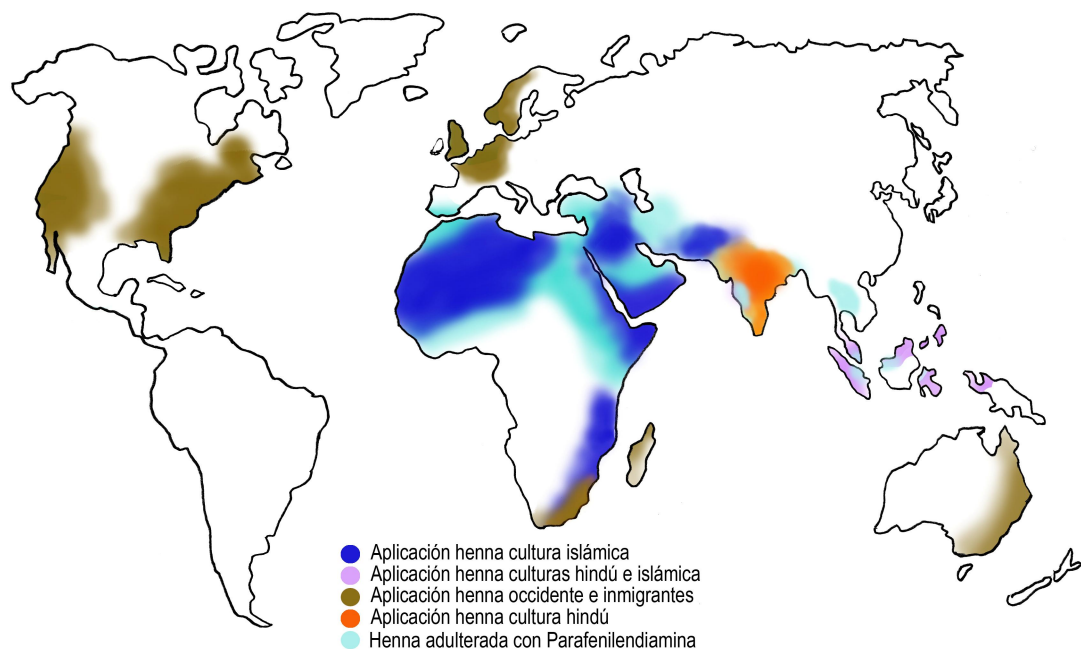 Aplicación henna cultura islámica
Aplicación henna culturas hindú e islámica
Aplicación henna occidente e inmigrantes
Aplicación henna cultura hindú
Henna adulterada con Parafenilendiamina